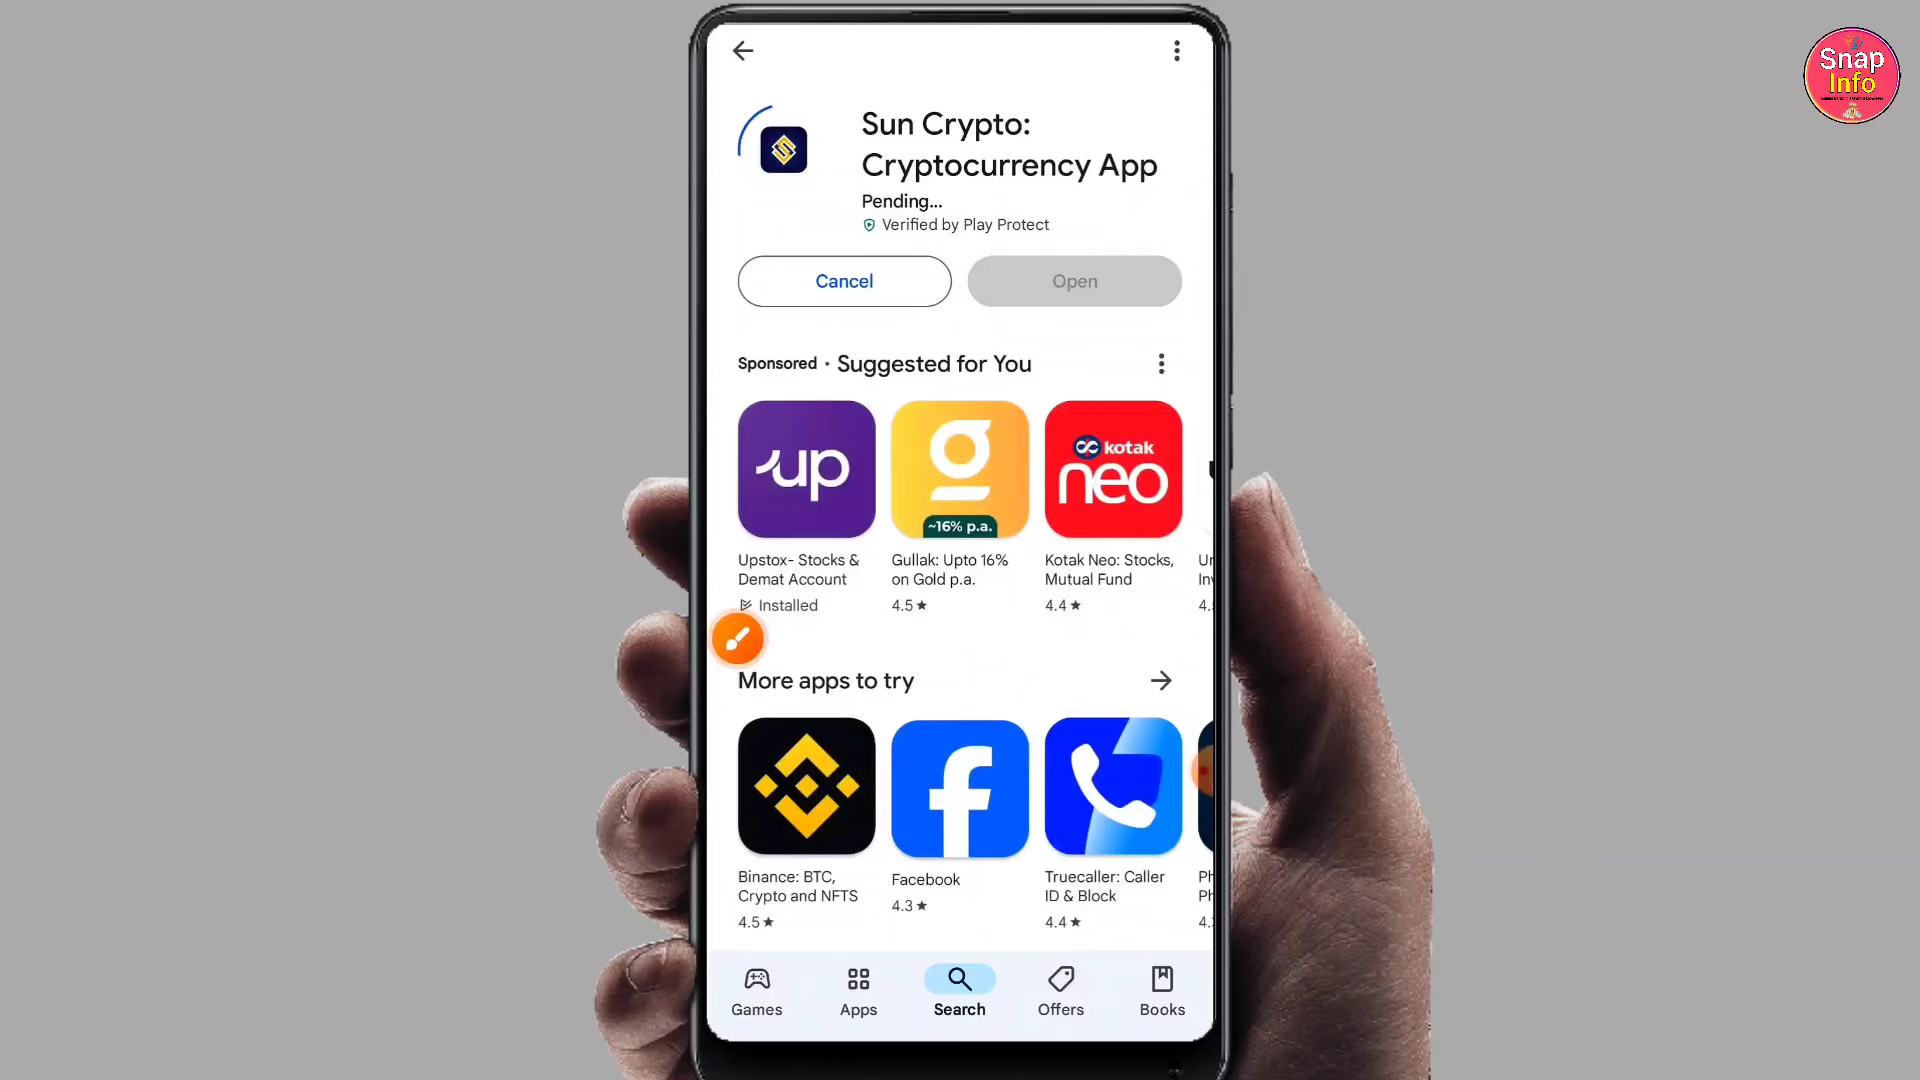 Snap
Info
Sun Crypto:
Cryptocurrency App
Pending...
Verified by Play Protect
Cancel
Open
Sponsored · Suggested for You
up
~16% p.a.
kotak
neo
Upstox- Stocks &
Demat Account
Installed
Gullak: Upto 16%
on Gold p.a.
4.5★
Kotak Neo: Stocks,
Mutual Fund
4.4★
More apps to try
Binance: BTC,
Crypto and NFTS
4.5★
Facebook
4.3★
Truecaller: Caller
ID & Block
4.4★
Games
Apps
Search
Offers
Books